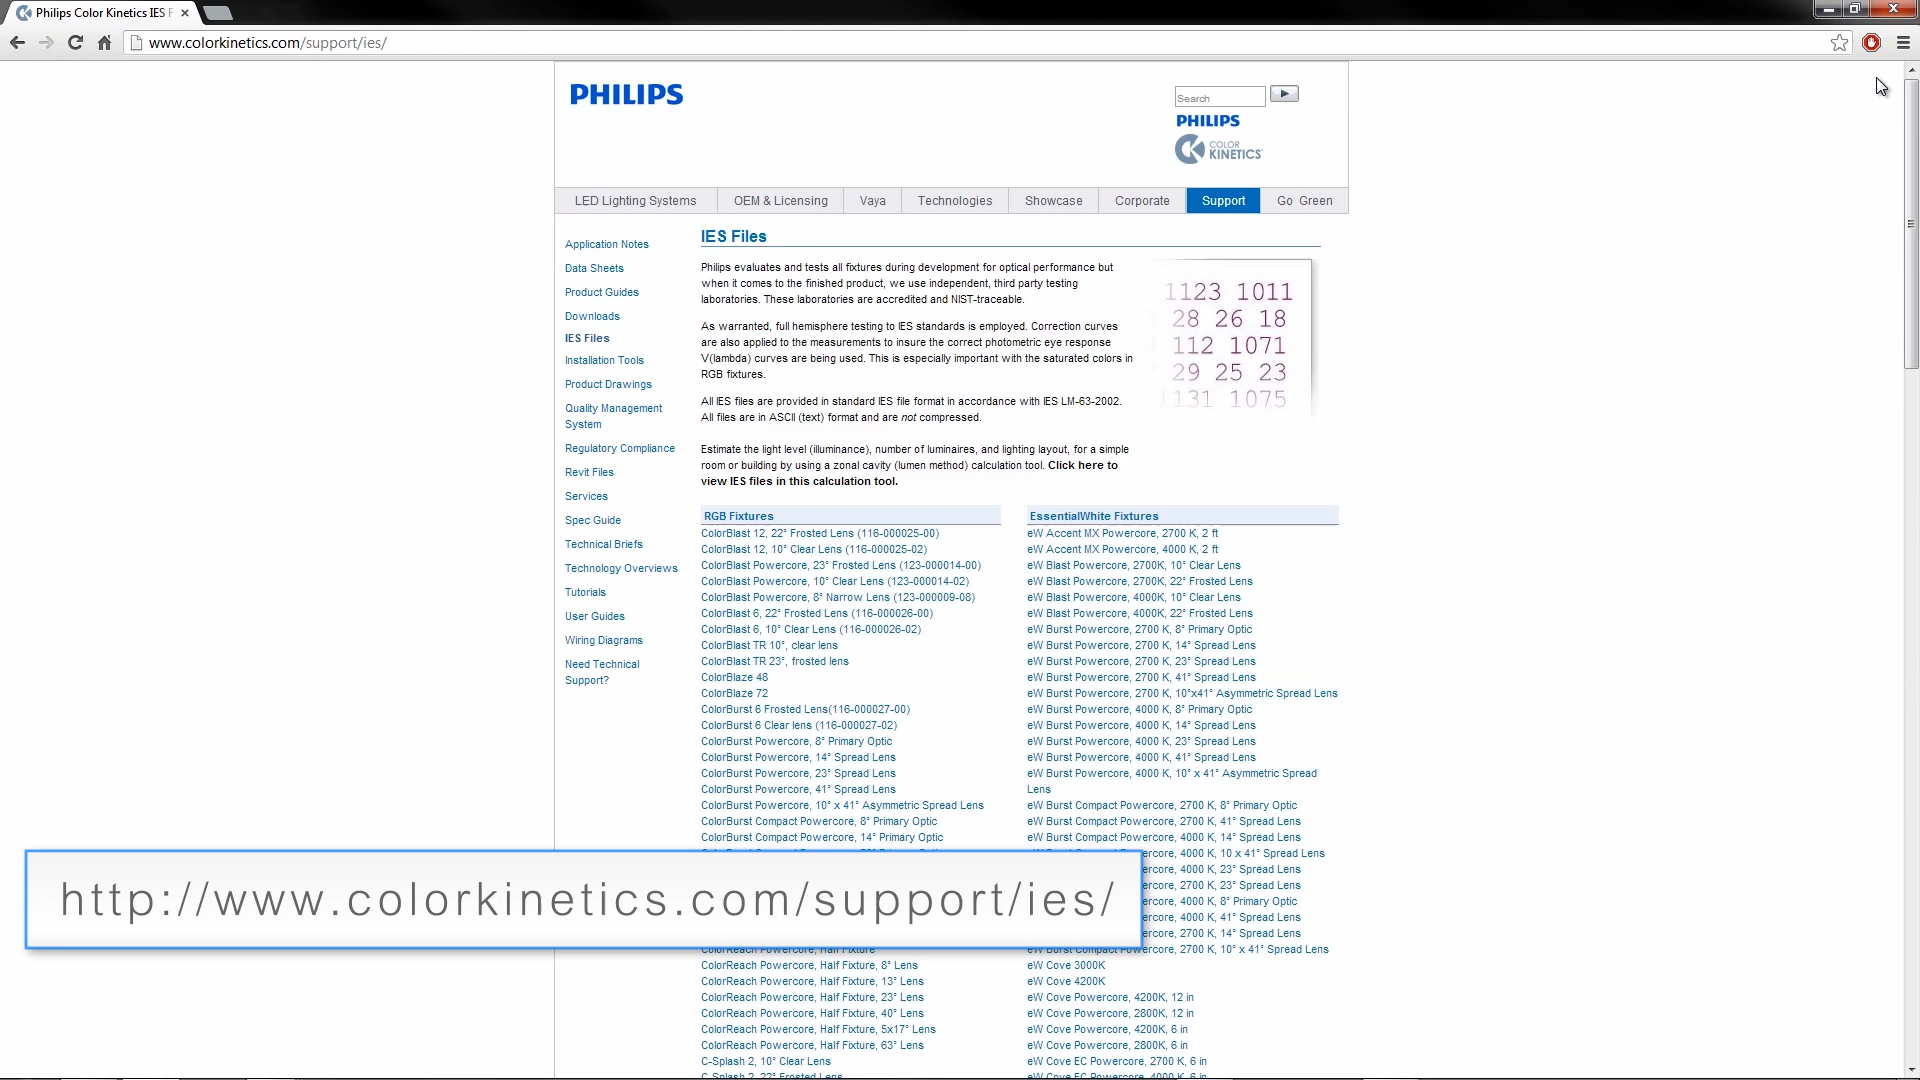 Philips Color Kinetics IES F
www.colorkinetics.com/support/ies/
PHILIPS
Search
PHILIPS
COLOR
KINETICS
LED Lighting Systems OEM & Licensing Vaya Technologies Showcase Corporate Support Go Green
Application Notes
Data Sheets
Product Guides
Downloads
IES Files
Installation Tools
Product Drawings
Quality Management
System
Regulatory Compliance
Revit Files
Services
Spec Guide
Technical Briefs
Technology Overviews
Tutorials
User Guides
Wiring Diagrams
Need Technical
Support?
IES Files
Philips evaluates and tests all fixtures during development for optical performance but
when it comes to the finished product, we use independent, third party testing
laboratories. These laboratories are accredited and NIST-traceable.
As warranted, full hemisphere testing to IES standards is employed. Correction curves
are also applied to the measurements to insure the correct photometric eye response
V(lambda) curves are being used. This is especially important with the saturated colors in
RGB fixtures.
All IES files are provided in standard IES file format in accordance with IES LM-63-2002.
All files are in ASCII (text) format and are not compressed.
Estimate the light level (illuminance), number of luminaires, and lighting layout, for a simple
room or building by using a zonal cavity (lumen method) calculation tool. Click here to
view IES files in this calculation tool.
1123 1011
28 26 18
112 1071
29 25 23
1131 1075
RGB Fixtures
ColorBlast 12, 22° Frosted Lens (116-000025-00)
ColorBlast 12, 10° Clear Lens (116-000025-02)
ColorBlast Powercore, 23° Frosted Lens (123-000014-00)
ColorBlast Powercore, 10° Clear Lens (123-000014-02)
ColorBlast Powercore, 8° Narrow Lens (123-000009-08)
ColorBlast 6, 22° Frosted Lens (116-000026-00)
ColorBlast 6, 10° Clear Lens (116-000026-02)
ColorBlast TR 10°, clear lens
ColorBlast TR 23°, frosted lens
ColorBlaze 48
ColorBlaze 72
ColorBurst 6 Frosted Lens(116-000027-00)
ColorBurst 6 Clear lens (116-000027-02)
ColorBurst Powercore, 8° Primary Optic
ColorBurst Powercore, 14° Spread Lens
ColorBurst Powercore, 23° Spread Lens
ColorBurst Powercore, 41° Spread Lens
ColorBurst Powercore, 10° x 41° Asymmetric Spread Lens
ColorBurst Compact Powercore, 8° Primary Optic
ColorBurst Compact Powercore, 14° Primary Optic
ColorReach Powercore, Half Fixture
ColorReach Powercore, Half Fixture, 8° Lens
ColorReach Powercore, Half Fixture, 13° Lens
ColorReach Powercore, Half Fixture, 23° Lens
ColorReach Powercore, Half Fixture, 40° Lens
ColorReach Powercore, Half Fixture, 5x17° Lens
ColorReach Powercore, Half Fixture, 63° Lens
C-Splash 2, 10° Clear Lens
C-Splash 2, 22° Frosted Lens
EssentialWhite Fixtures
eW Accent MX Powercore, 2700 K, 2 ft
eW Accent MX Powercore, 4000 K, 2 ft
eW Blast Powercore, 2700K, 10° Clear Lens
eW Blast Powercore, 2700K, 22° Frosted Lens
eW Blast Powercore, 4000K, 10° Clear Lens
eW Blast Powercore, 4000K, 22° Frosted Lens
eW Burst Powercore, 2700 K, 8° Primary Optic
eW Burst Powercore, 2700 K, 14° Spread Lens
eW Burst Powercore, 2700 K, 23° Spread Lens
eW Burst Powercore, 2700 K, 41° Spread Lens
eW Burst Powercore, 2700 K, 10°x41° Asymmetric Spread Lens
eW Burst Powercore, 4000 K, 8° Primary Optic
eW Burst Powercore, 4000 K, 14° Spread Lens
eW Burst Powercore, 4000 K, 23° Spread Lens
eW Burst Powercore, 4000 K, 41° Spread Lens
eW Burst Powercore, 4000 K, 10° x 41° Asymmetric Spread
Lens
eW Burst Compact Powercore, 2700 K, 8° Primary Optic
eW Burst Compact Powercore, 2700 K, 41° Spread Lens
eW Burst Compact Powercore, 4000 K, 14° Spread Lens
ercore, 4000 K, 10 x 41° Spread Lens
ercore, 4000 K, 23° Spread Lens
ercore, 2700 K, 23° Spread Lens
ercore, 4000 K, 8° Primary Optic
ercore, 4000 K, 41° Spread Lens
ercore, 2700 K, 14° Spread Lens
eW Burst Compact Powercore, 2700 K, 10° x 41° Spread Lens
eW Cove 3000K
eW Cove 4200K
eW Cove Powercore, 4200K, 12 in
eW Cove Powercore, 2800K, 12 in
eW Cove Powercore, 4200K, 6 in
eW Cove Powercore, 2800K, 6 in
eW Cove EC Powercore, 2700 K, 6 in
eW Cove EC Powercore, 4000 K, 6 in
http://www.colorkinetics.com/support/ies/